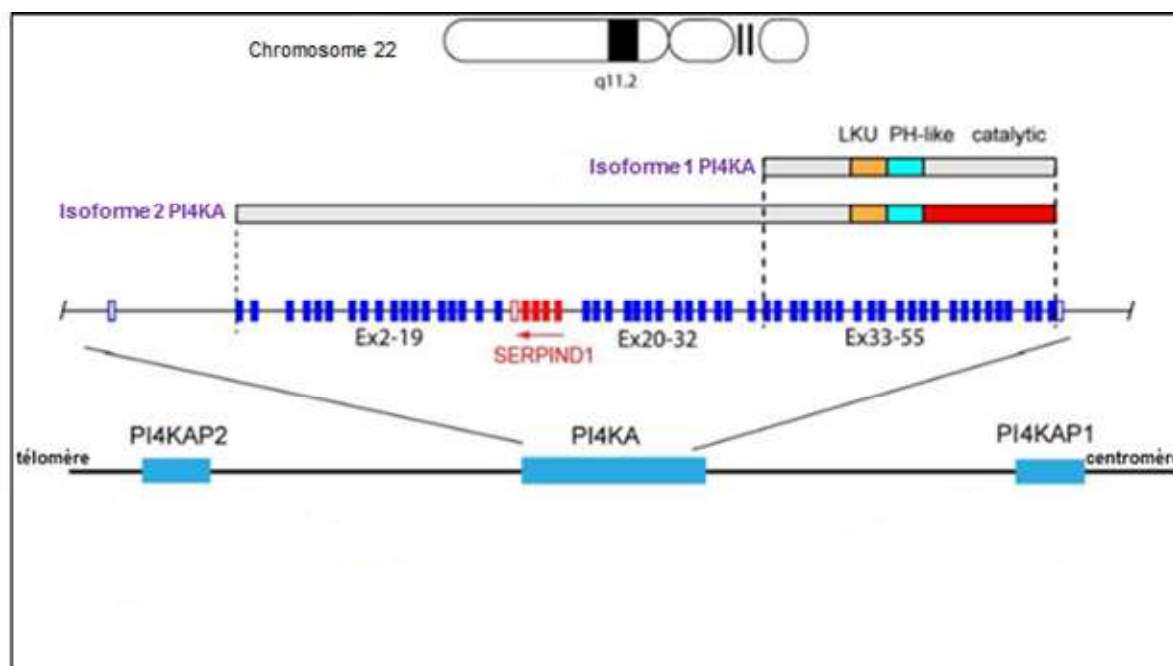 Chromosome 22
q11.2
LKU PH-like catalytic
Isoforme 1 PI4KA
Isoforme 2 PI4KA
Ex2-19
SERPIND1
Ex20-32
Ex33-55
PI4KAP2
PI4KA
PI4KAP1
télomère
centromère